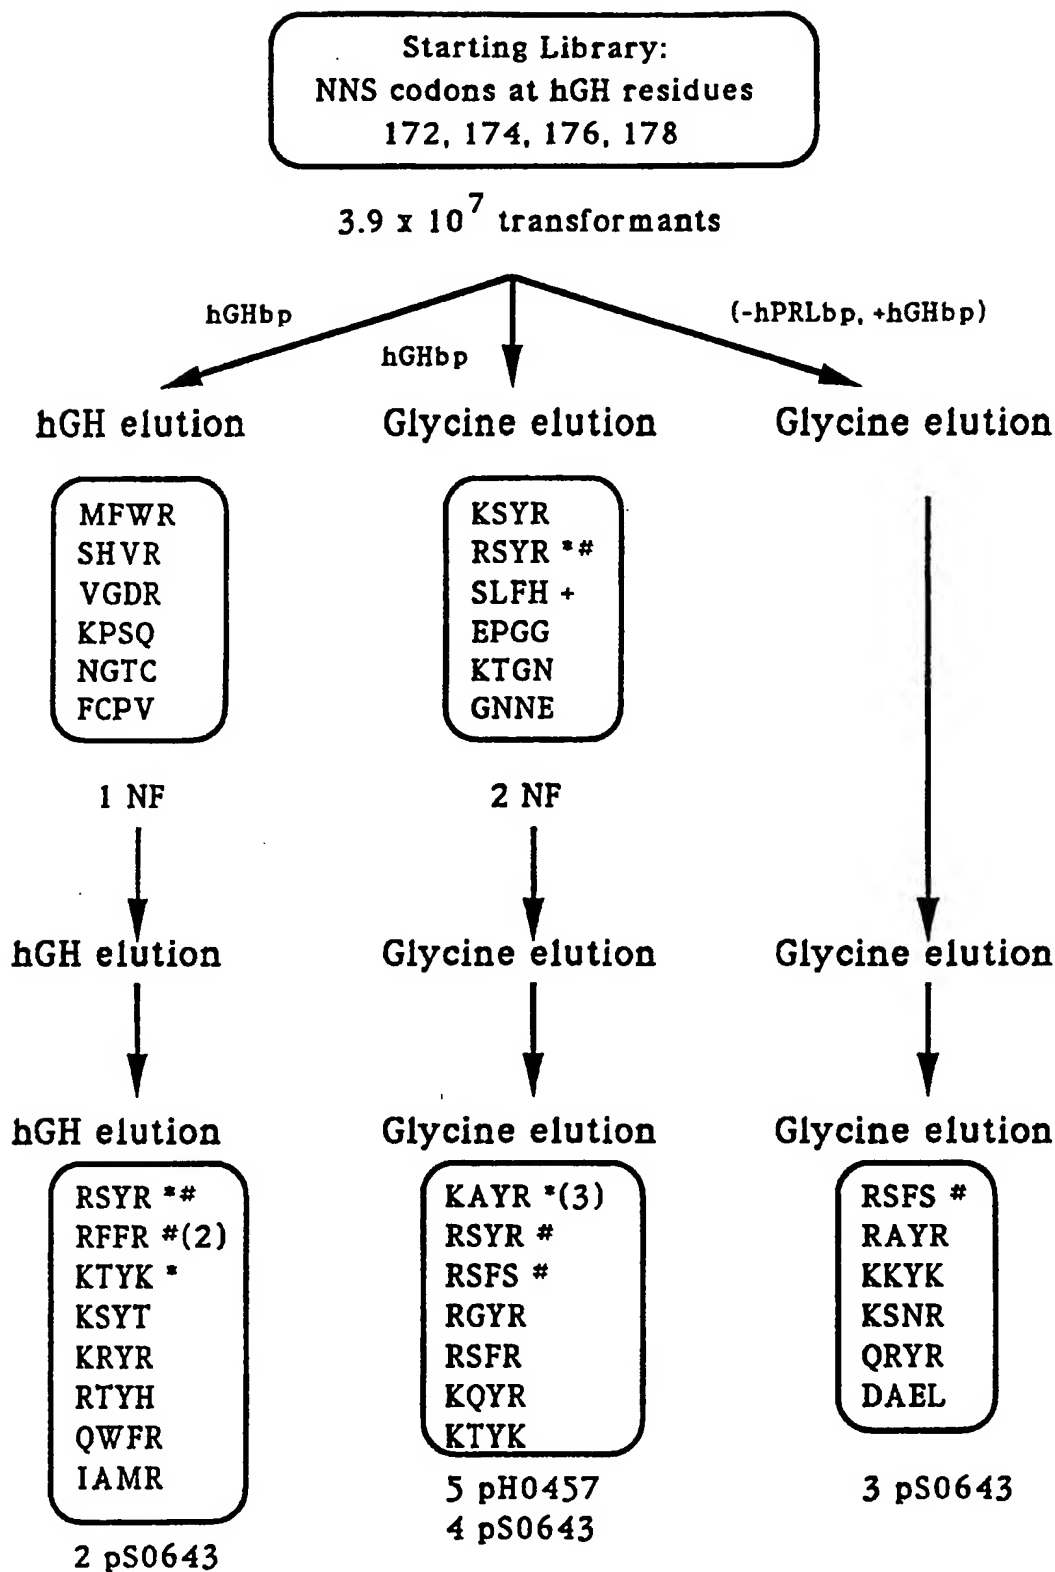 Starting Library:
NNS codons at hGH residues
172, 174, 176, 178
3.9 x 10^7 transformants
hGHbp
hGHbp
(-hPRLbp, +hGHbp)
hGH elution
Glycine elution
Glycine elution
MFWR
SHVR
VGDR
KPSQ
NGTC
FCPV
KSYR
RSYR *#
SLFH +
EPGG
KTGN
GNNE
1 NF
2 NF
hGH elution
Glycine elution
Glycine elution
hGH elution
Glycine elution
Glycine elution
RSYR *#
RFFR #(2)
KTYK *
KSYT
KRYR
RTYH
QWFR
IAMR
KAYR *(3)
RSYR #
RSFS #
RGYR
RSFR
KQYR
KTYK
RSFS #
RAYR
KKYK
KSNR
QRYR
DAEL
2 pS0643
5 pH0457
4 pS0643
3 pS0643